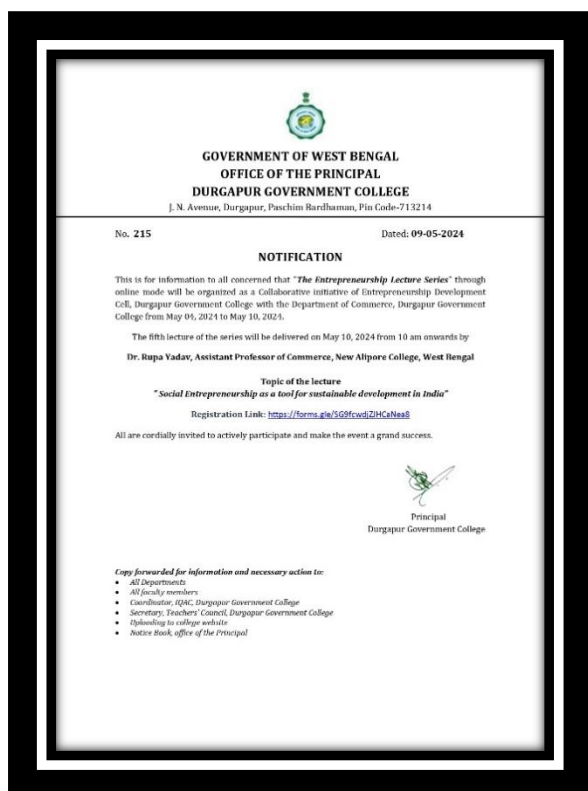 GOVERNMENT OF WEST BENGAL
OFFICE OF THE PRINCIPAL
DURGAPUR GOVERNMENT COLLEGE
J. N. Avenue, Durgapur, Paschim Bardhaman, Pin Code-713214
No. 215 Dated: 09-05-2024
NOTIFICATION
This is for information to all concerned that "The Entrepreneurship Lecture Series" through
online mode will be organized as a Collaborative initiative of Entrepreneurship Development
Cell, Durgapur Government College with the Department of Commerce, Durgapur Government
College from May 04, 2024 to May 10, 2024.
The fifth lecture of the series will be delivered on May 10, 2024 from 10 am onwards by
Dr. Rupa Yadav, Assistant Professor of Commerce, New Alipore College, West Bengal
Topic of the lecture
" Social Entrepreneurship as a tool for sustainable development in India"
Registration Link: https://forms.gle/SG9fcwdjZJHCaNea8
All are cordially invited to actively participate and make the event a grand success.
Principal
Durgapur Government College
Copy forwarded for information and necessary action to:
• All Departments
• All faculty members
• Coordinator, IQAC, Durgapur Government College
• Secretary, Teachers' Council, Durgapur Government College
• Uploading to college website
• Notice Book, office of the Principal